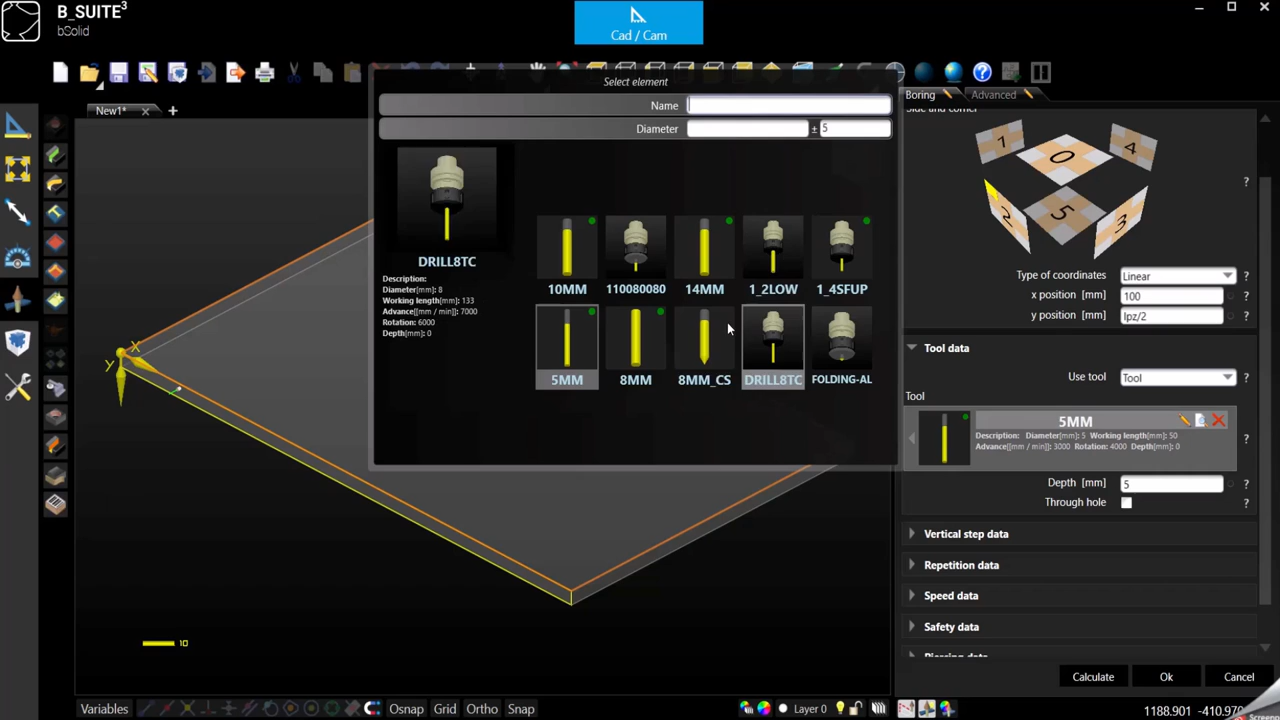 B_SUITE³
bSolid
Cad / Cam
New1*
Select element
Name
Diameter
± 5
DRILL8TC
Description:
Diameter[mm]: 8
Working length[mm]: 133
Advance[[mm / min]]: 7000
Rotation: 6000
Depth[mm]: 0
10MM
110080080
14MM
1_2LOW
1_4SFUP
5MM
8MM
8MM_CS
DRILL8TC
FOLDING-AL
Boring
Advanced
Side and corner
1
0
4
2
5
3
?
Type of coordinates
Linear
?
x position [mm]
100
?
y position [mm]
lpz/2
?
Tool data
Use tool
Tool
?
Tool
5MM
Description: Diameter[mm]: 5 Working length[mm]: 50
Advance[[mm / min]]: 3000 Rotation: 4000 Depth[mm]: 0
?
Depth [mm]
5
?
Through hole
?
Vertical step data
Repetition data
Speed data
Safety data
Piercing data
Calculate
Ok
Cancel
X
Y
10
Variables
Osnap
Grid
Ortho
Snap
Layer 0
1188.901 -410.970